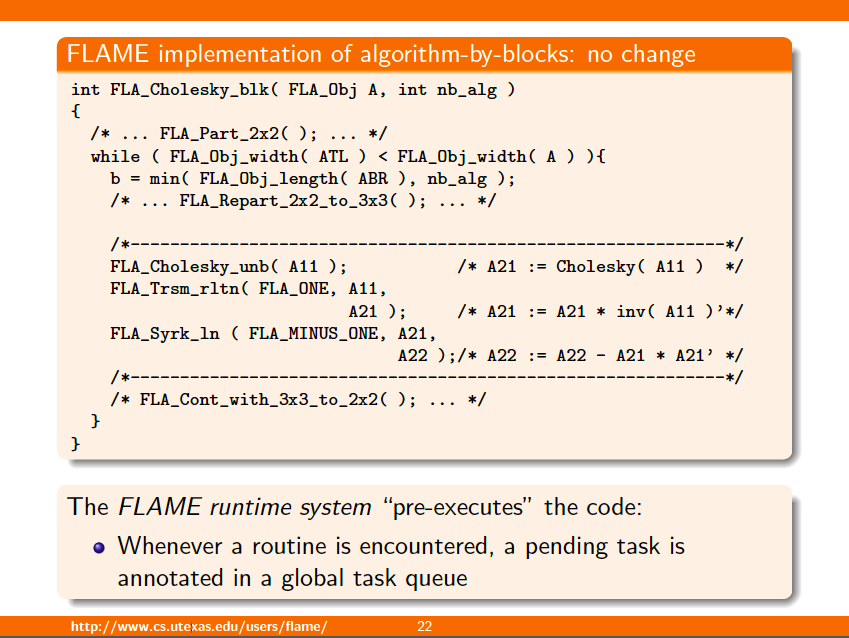 FLAME implementation of algorithm-by-blocks: no change
int FLA_Cholesky_blk( FLA_Obj A, int nb_alg )
{
/* ... FLA_Part_2x2( ); ... */
while ( FLA_Obj_width( ATL ) < FLA_Obj_width( A ) ){
b = min( FLA_Obj_length( ABR ), nb_alg );
/* ... FLA_Repart_2x2_to_3x3( ); ... */
/*------------------------------------------------------------*/
FLA_Cholesky_unb( A11 ); /* A21 := Cholesky( A11 ) */
FLA_Trsm_rltn( FLA_ONE, A11,
A21 ); /* A21 := A21 * inv( A11 )'*/
FLA_Syrk_ln ( FLA_MINUS_ONE, A21,
A22 );/* A22 := A22 - A21 * A21' */
/*------------------------------------------------------------*/
/* FLA_Cont_with_3x3_to_2x2( ); ... */
}
}
The FLAME runtime system “pre-executes” the code:
Whenever a routine is encountered, a pending task is
annotated in a global task queue
http://www.cs.utexas.edu/users/flame/ 22